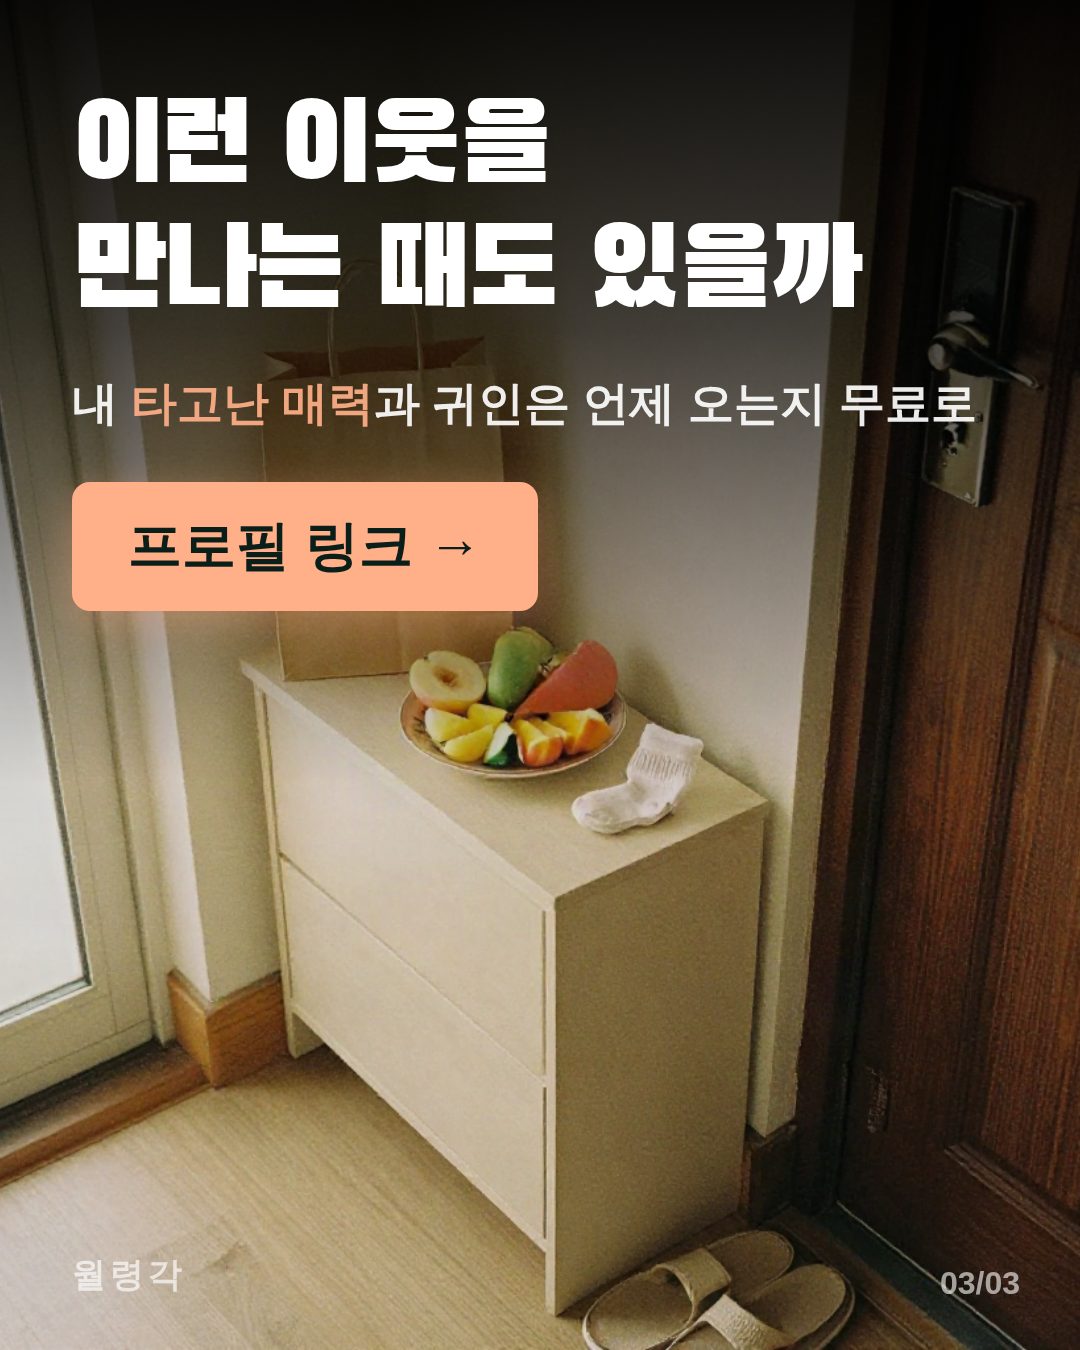 이런 이웃을
만나는 때도 있을까
내 타고난 매력과 귀인은 언제 오는지 무료로
프로필 링크 →
월령각
03/03